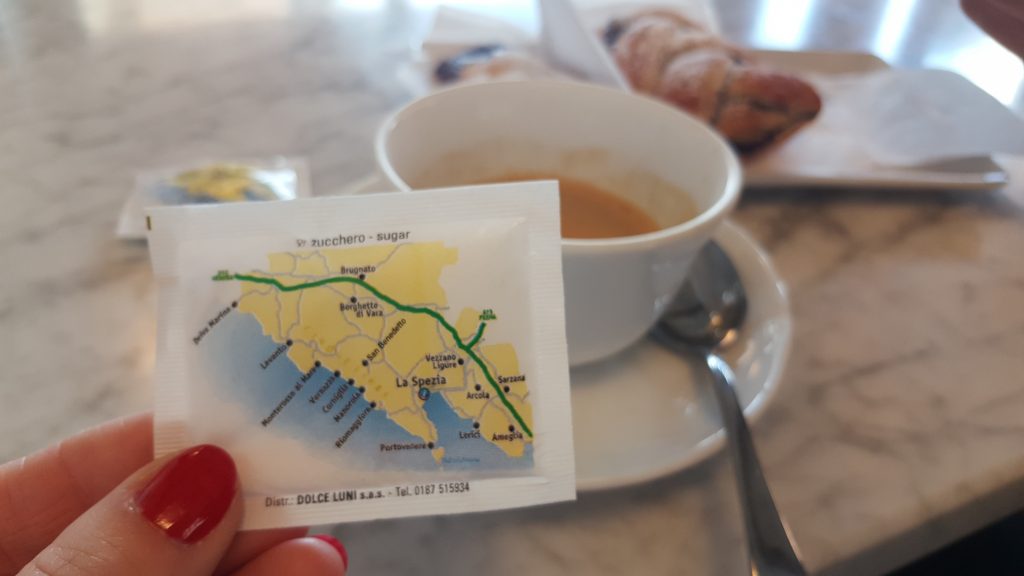 zucchero - sugar
Brugnato
Borghetto
di Vara
Deiva Marina
Levanto
San Benedetto
Monterosso al Mare
Vernazza
Corniglia
Manarola
Riomaggiore
Vezzano
Ligure
La Spezia
Arcola
Sarzana
Lerici
Ameglia
Portovenere
Distr.: DOLCE LUNI s.a.s. - Tel. 0187 515934